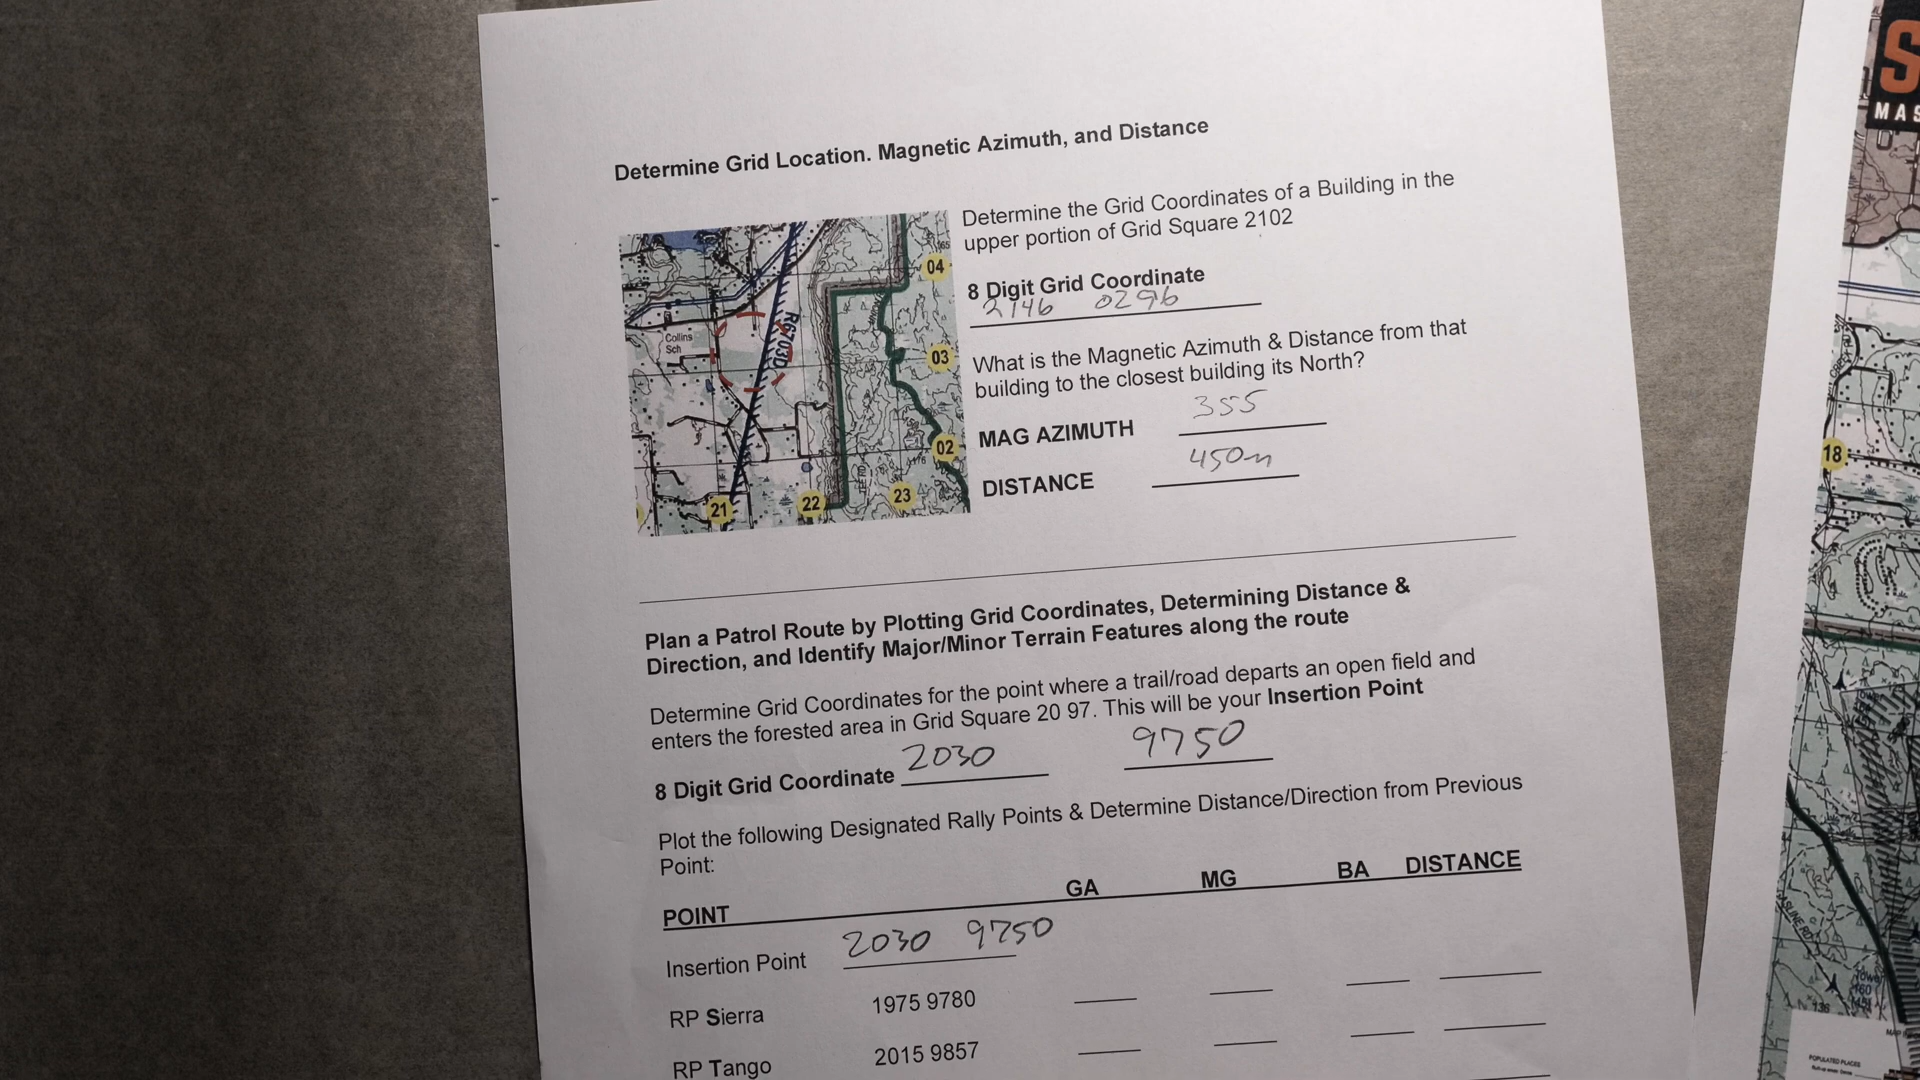 Determine Grid Location. Magnetic Azimuth, and Distance
Determine the Grid Coordinates of a Building in the
upper portion of Grid Square 2102
8 Digit Grid Coordinate
2146 0296
What is the Magnetic Azimuth & Distance from that
building to the closest building its North?
MAG AZIMUTH 355
DISTANCE 450m
04
03
02
21 22 23
Collins
Sch
R6703D
Plan a Patrol Route by Plotting Grid Coordinates, Determining Distance &
Direction, and Identify Major/Minor Terrain Features along the route
Determine Grid Coordinates for the point where a trail/road departs an open field and
enters the forested area in Grid Square 20 97. This will be your Insertion Point
8 Digit Grid Coordinate 2030 9750
Plot the following Designated Rally Points & Determine Distance/Direction from Previous
Point:
POINT GA MG BA DISTANCE
Insertion Point 2030 9750
RP Sierra 1975 9780
RP Tango 2015 9857
S
MAS
18
POPULATED PLACES